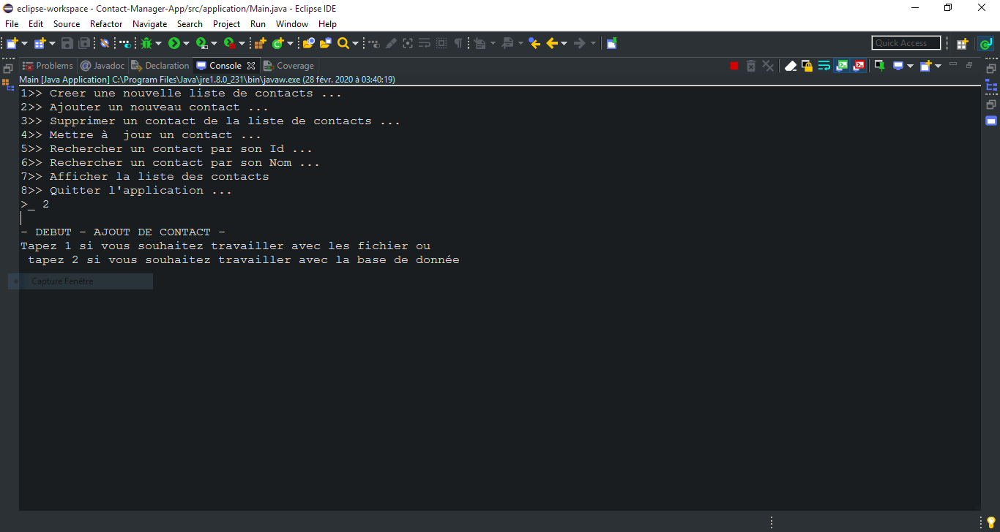 eclipse-workspace - Contact-Manager-App/src/application/Main.java - Eclipse IDE
File Edit Source Refactor Navigate Search Project Run Window Help
Quick Access
Problems @ Javadoc Declaration Console Coverage
Main [Java Application] C:\Program Files\Java\jre1.8.0_231\bin\javaw.exe (28 févr. 2020 à 03:40:19)
1>> Creer une nouvelle liste de contacts ...
2>> Ajouter un nouveau contact ...
3>> Supprimer un contact de la liste de contacts ...
4>> Mettre à  jour un contact ...
5>> Rechercher un contact par son Id ...
6>> Rechercher un contact par son Nom ...
7>> Afficher la liste des contacts
8>> Quitter l'application ...
>_ 2
- DEBUT - AJOUT DE CONTACT -
Tapez 1 si vous souhaitez travailler avec les fichier ou
 tapez 2 si vous souhaitez travailler avec la base de donnée
Capture Fenêtre